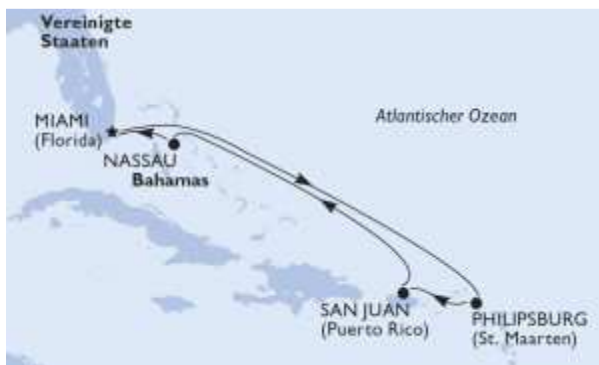 Vereinigte
Staaten
Atlantischer Ozean
MIAMI
(Florida)
NASSAU
Bahamas
SAN JUAN
(Puerto Rico)
PHILIPSBURG
(St. Maarten)